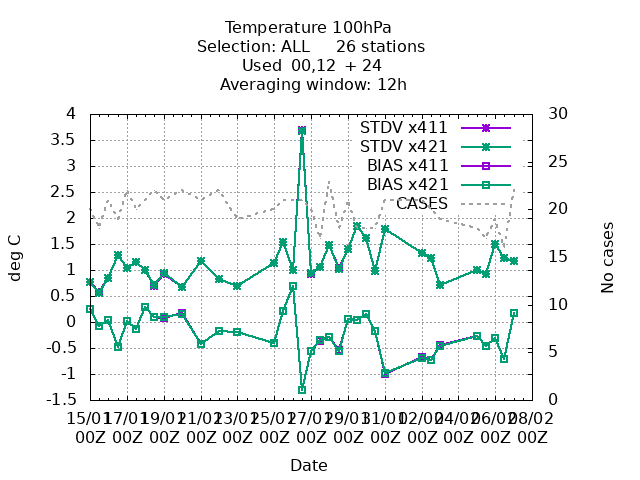 Temperature 100hPa
Selection: ALL 26 stations
Used 00,12 + 24
Averaging window: 12h
4
3.5
3
2.5
2
1.5
1
0.5
0
-0.5
-1
-1.5
30
25
20
15
10
5
0
deg C
No cases
STDV x411
STDV x421
BIAS x411
BIAS x421
CASES
15/01 17/01 19/01 21/01 23/01 25/01 27/01 29/01 31/01 02/02 04/02 06/02 08/02
00Z 00Z 00Z 00Z 00Z 00Z 00Z 00Z 00Z 00Z 00Z 00Z 00Z
Date